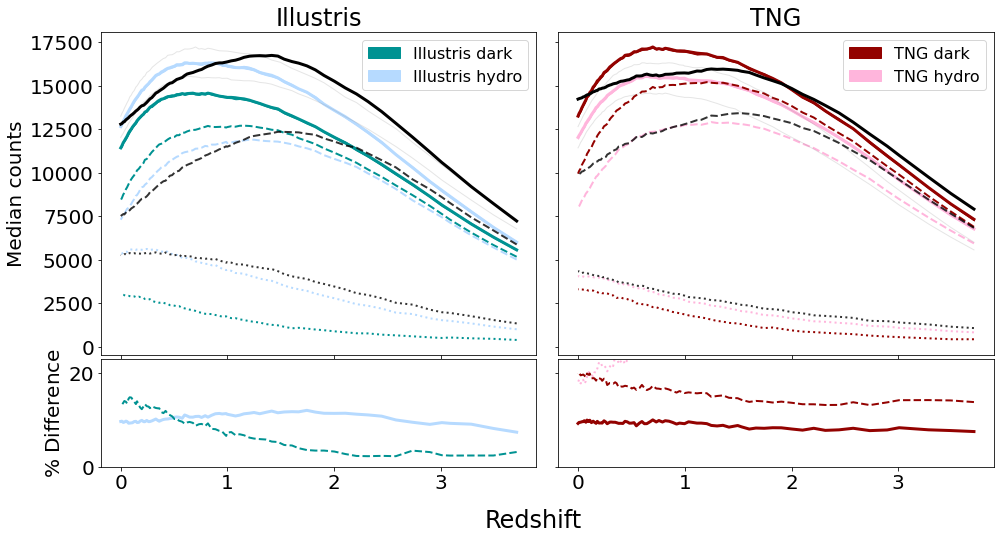 Illustris
TNG
Median counts
17500
15000
12500
10000
7500
5000
2500
0
Illustris dark
Illustris hydro
TNG dark
TNG hydro
% Difference
20
0
0 1 2 3
0 1 2 3
Redshift